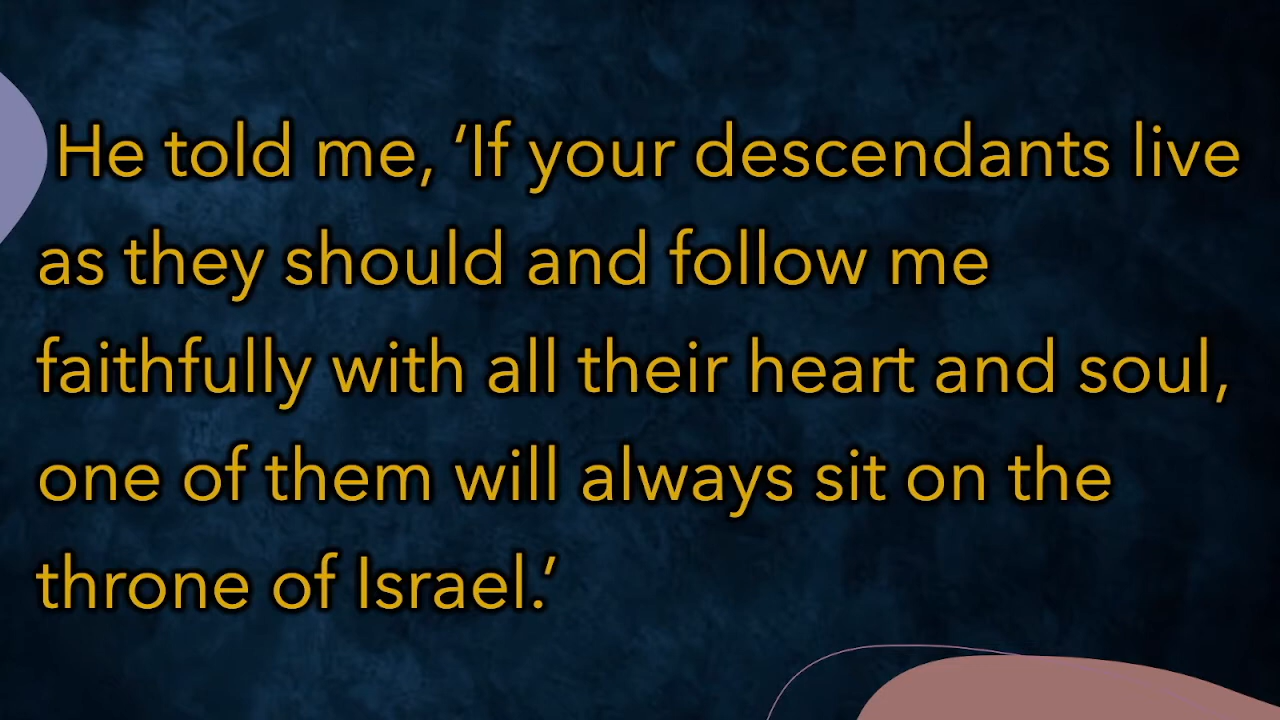 He told me, ‘If your descendants live
as they should and follow me
faithfully with all their heart and soul,
one of them will always sit on the
throne of Israel.’